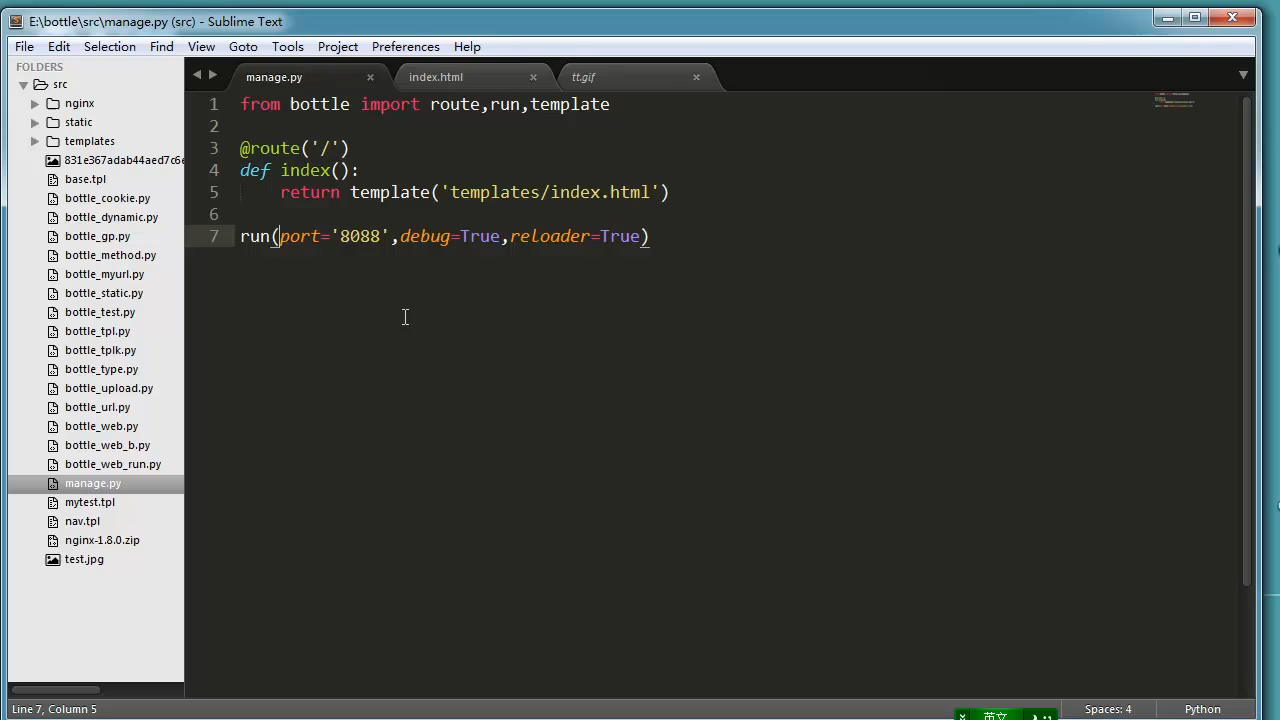 E:\bottle\src\manage.py (src) - Sublime Text
File Edit Selection Find View Goto Tools Project Preferences Help
FOLDERS
src
nginx
static
templates
831e367adab44aed7c6e
base.tpl
bottle_cookie.py
bottle_dynamic.py
bottle_gp.py
bottle_method.py
bottle_myurl.py
bottle_static.py
bottle_test.py
bottle_tpl.py
bottle_tplk.py
bottle_type.py
bottle_upload.py
bottle_url.py
bottle_web.py
bottle_web_b.py
bottle_web_run.py
manage.py
mytest.tpl
nav.tpl
nginx-1.8.0.zip
test.jpg
manage.py index.html tt.gif
1 from bottle import route,run,template
2
3 @route('/')
4 def index():
5 return template('templates/index.html')
6
7 run(port='8088',debug=True,reloader=True)
Line 7, Column 5
英文
Spaces: 4
Python